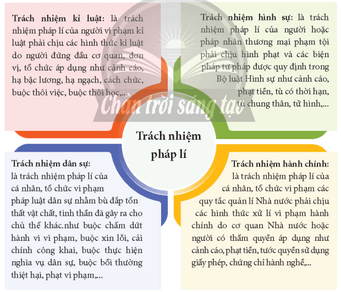 Trách nhiệm kỉ luật: là trách
nhiệm pháp lí của người vi phạm kỉ
luật phải chịu các hình thức kỉ luật
do người đứng đầu cơ quan, đơn
vị, tổ chức áp dụng như cảnh cáo,
hạ bậc lương, hạ ngạch, cách chức,
buộc thôi việc, buộc thôi học,...
Trách nhiệm hình sự: là trách
nhiệm pháp lí của người hoặc
pháp nhân thương mại phạm tội
phải chịu hình phạt và các biện
pháp tư pháp được quy định trong
Bộ luật Hình sự như cảnh cáo,
phạt tiền, tù có thời hạn,
tù chung thân, tử hình,...
Chân trời sáng tạo
Trách nhiệm
pháp lí
Trách nhiệm dân sự:
là trách nhiệm pháp lí của
cá nhân, tổ chức vi phạm
pháp luật dân sự nhằm bù đắp tổn
thất vật chất, tinh thần đã gây ra cho
chủ thể khác.như buộc chấm dứt
hành vi vi phạm, buộc xin lỗi, cải
chính công khai, buộc thực hiện
nghĩa vụ dân sự, buộc bồi thường
thiệt hại, phạt vi phạm,...
Trách nhiệm hành chính:
là trách nhiệm pháp lí của
cá nhân, tổ chức vi phạm các
quy tắc quản lí Nhà nước phải chịu
các hình thức xử lí vi phạm hành
chính do cơ quan Nhà nước hoặc
người có thẩm quyền áp dụng như
cảnh cáo, phạt tiền, tước quyền sử dụng
giấy phép, chứng chỉ hành nghề,...